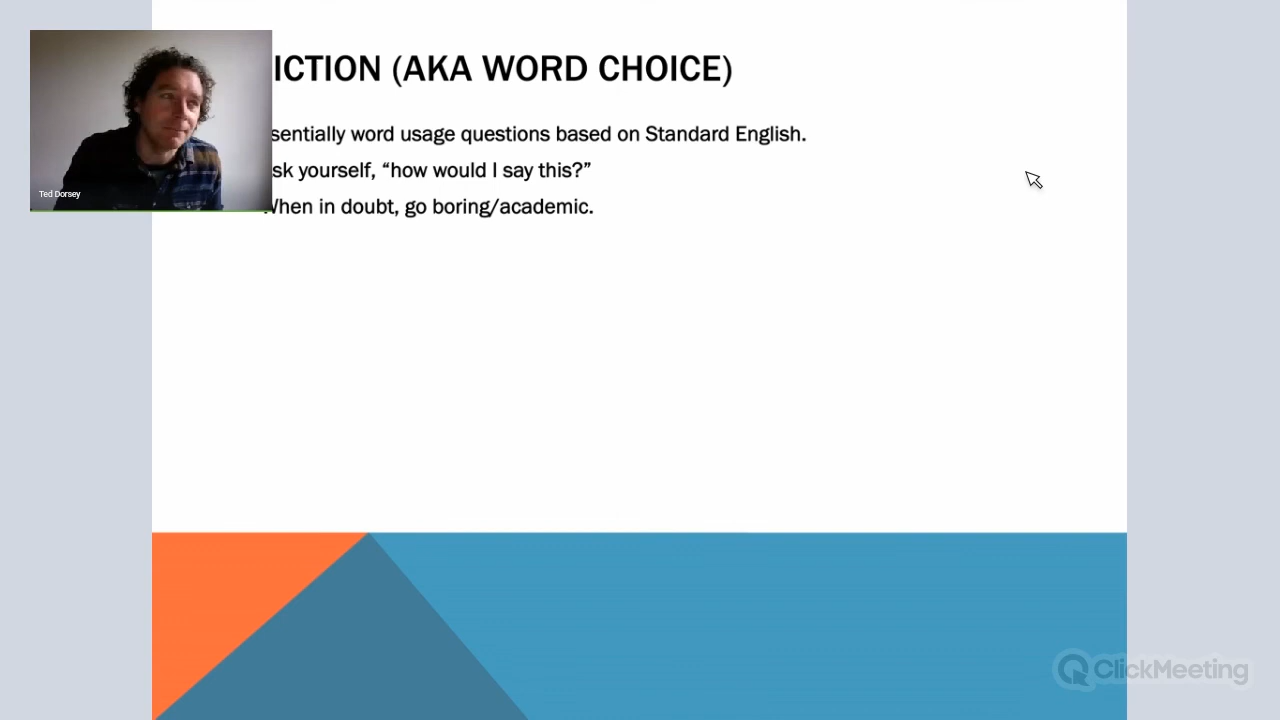 ICTION (AKA WORD CHOICE)
sentially word usage questions based on Standard English.
sk yourself, “how would I say this?”
When in doubt, go boring/academic.
Ted Dorsey
ClickMeeting